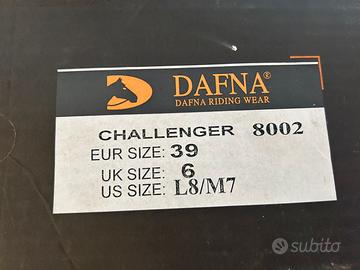 DAFNA®
DAFNA RIDING WEAR
CHALLENGER 8002
EUR SIZE: 39
UK SIZE: 6
US SIZE: L8/M7
subito